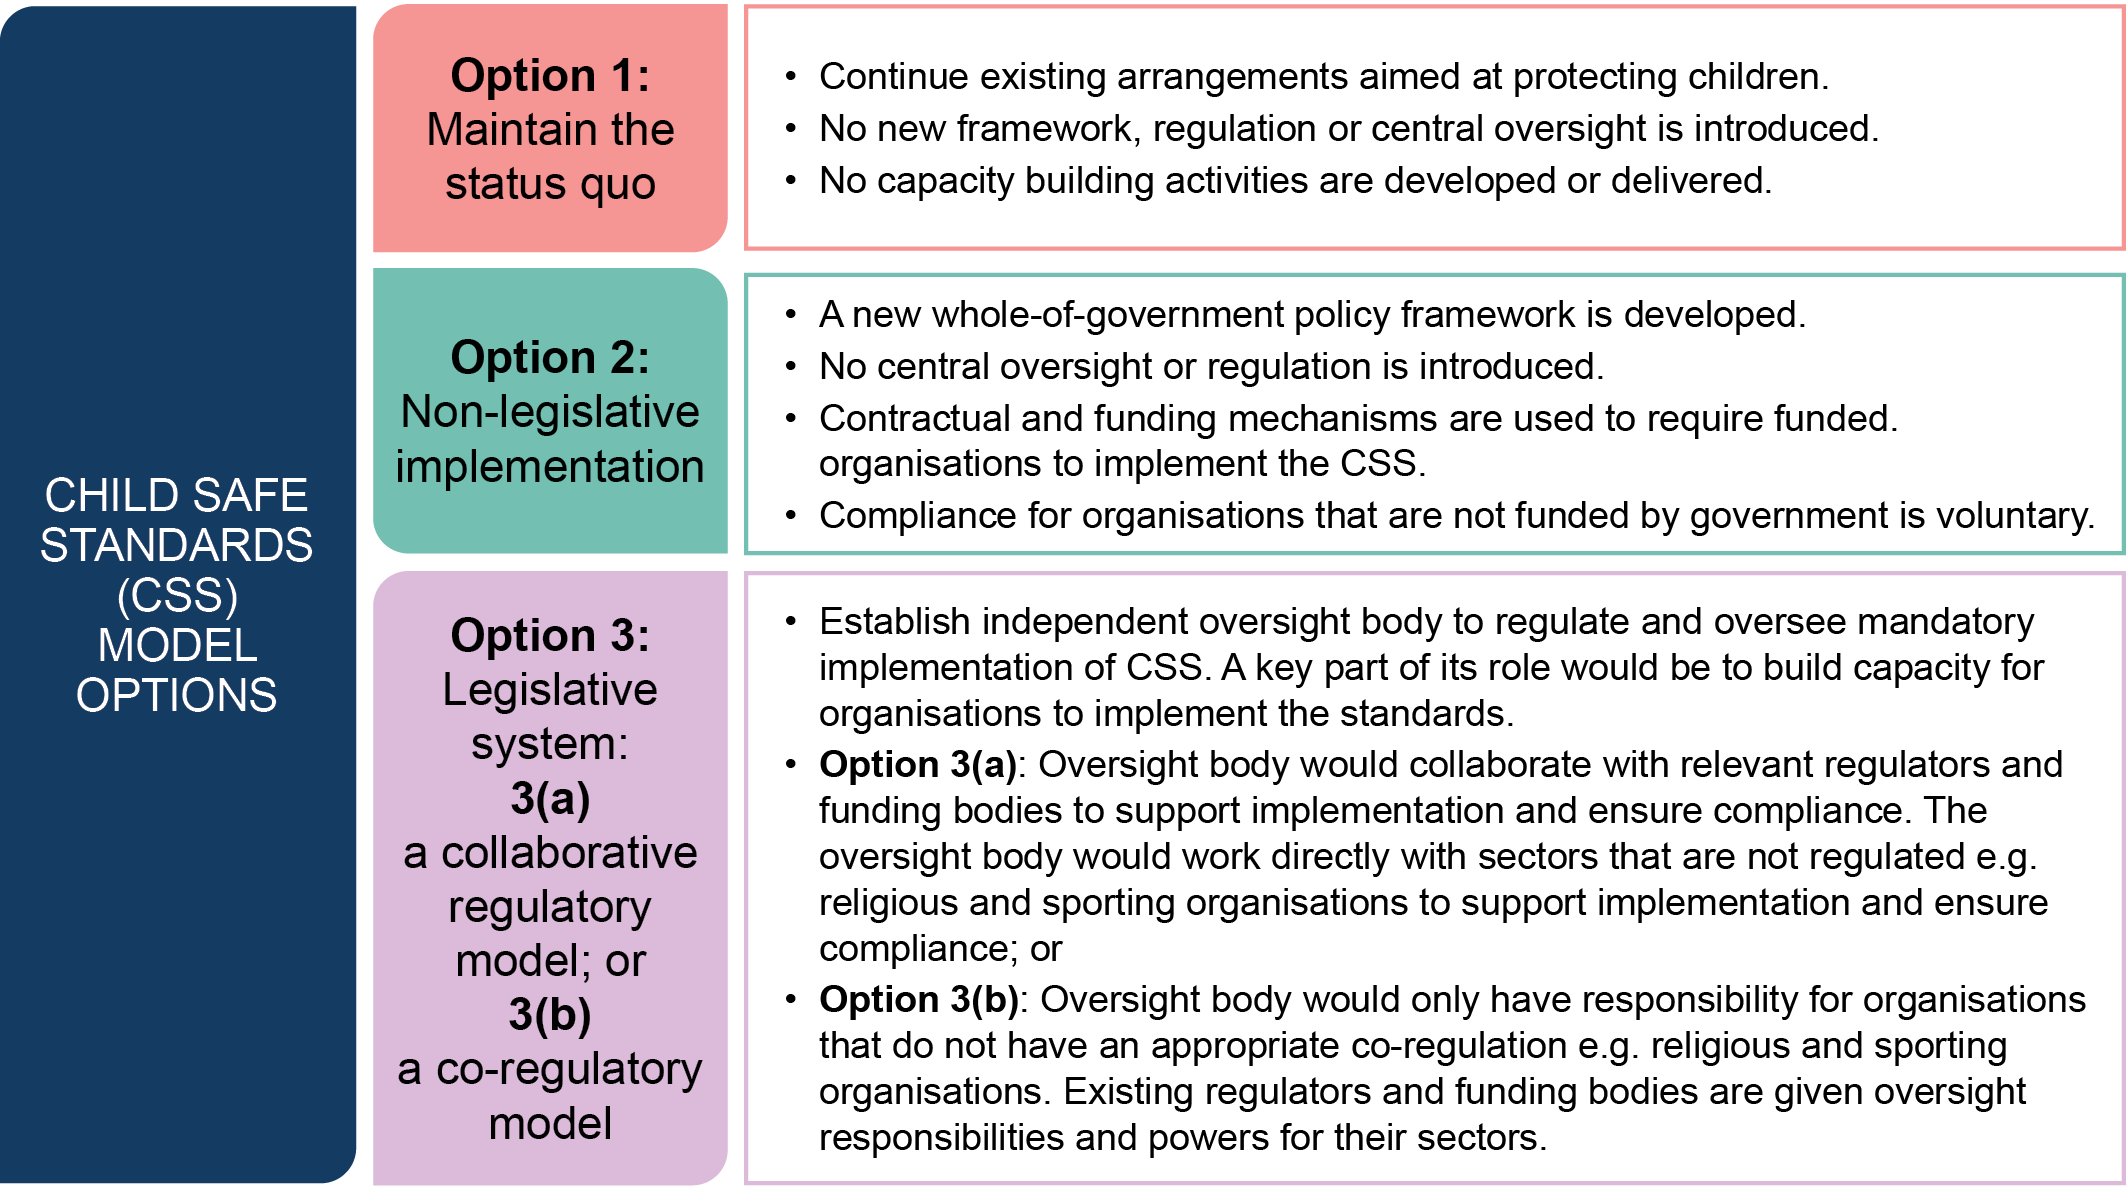 CHILD SAFE
STANDARDS
(CSS)
MODEL
OPTIONS
Option 1:
Maintain the
status quo
• Continue existing arrangements aimed at protecting children.
• No new framework, regulation or central oversight is introduced.
• No capacity building activities are developed or delivered.
Option 2:
Non-legislative
implementation
• A new whole-of-government policy framework is developed.
• No central oversight or regulation is introduced.
• Contractual and funding mechanisms are used to require funded.
organisations to implement the CSS.
• Compliance for organisations that are not funded by government is voluntary.
Option 3:
Legislative
system:
3(a)
a collaborative
regulatory
model; or
3(b)
a co-regulatory
model
• Establish independent oversight body to regulate and oversee mandatory
implementation of CSS. A key part of its role would be to build capacity for
organisations to implement the standards.
• Option 3(a): Oversight body would collaborate with relevant regulators and
funding bodies to support implementation and ensure compliance. The
oversight body would work directly with sectors that are not regulated e.g.
religious and sporting organisations to support implementation and ensure
compliance; or
• Option 3(b): Oversight body would only have responsibility for organisations
that do not have an appropriate co-regulation e.g. religious and sporting
organisations. Existing regulators and funding bodies are given oversight
responsibilities and powers for their sectors.